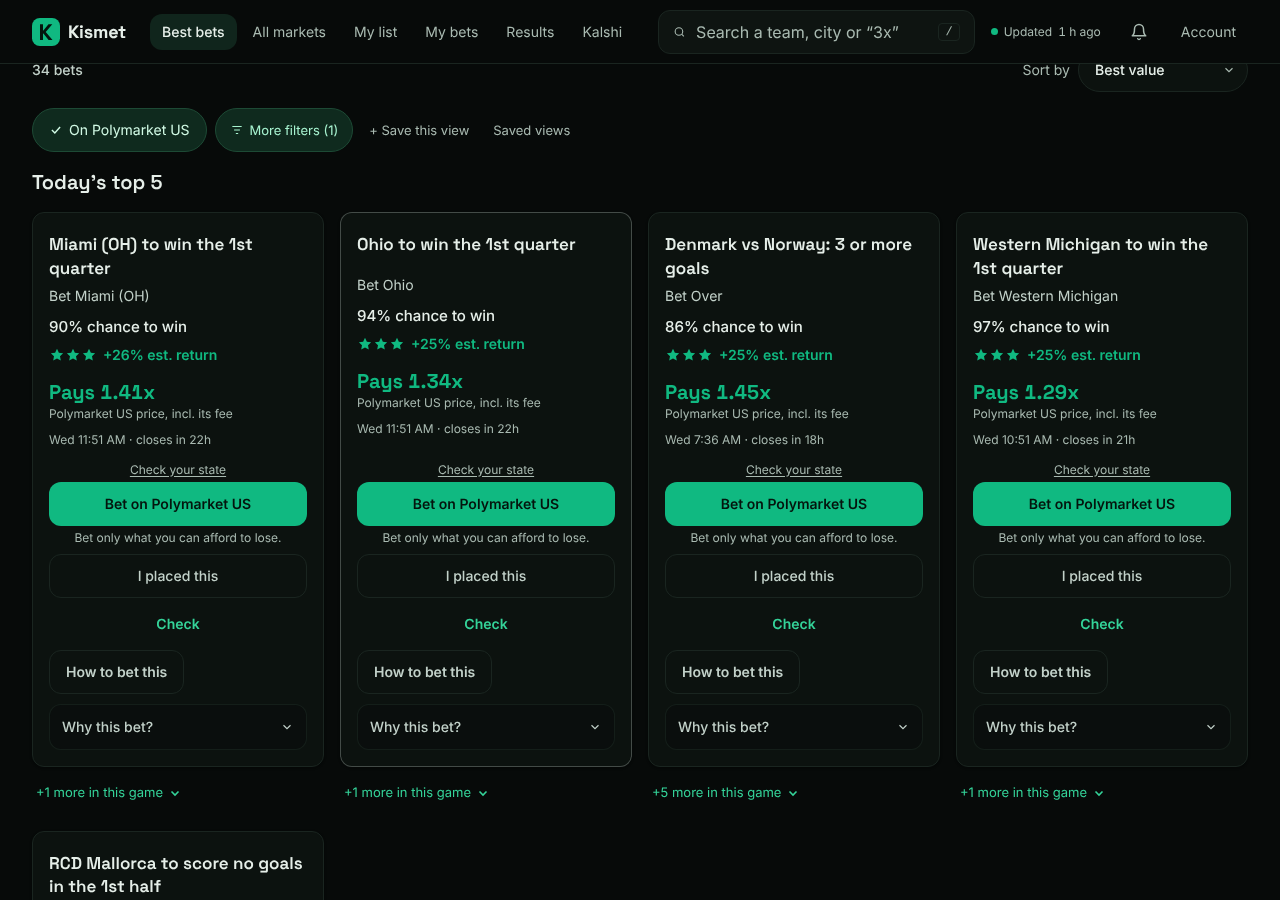 K Kismet
Best bets
All markets
My list
My bets
Results
Kalshi
Search a team, city or “3x”
/
Updated 1 h ago
Account
34 bets
Sort by
Best value
On Polymarket US
More filters (1)
+ Save this view
Saved views
Today's top 5
Miami (OH) to win the 1st
quarter
Bet Miami (OH)
90% chance to win
★★★ +26% est. return
Pays 1.41x
Polymarket US price, incl. its fee
Wed 11:51 AM · closes in 22h
Check your state
Bet on Polymarket US
Bet only what you can afford to lose.
I placed this
Check
How to bet this
Why this bet?
+1 more in this game
Ohio to win the 1st quarter
Bet Ohio
94% chance to win
★★★ +25% est. return
Pays 1.34x
Polymarket US price, incl. its fee
Wed 11:51 AM · closes in 22h
Check your state
Bet on Polymarket US
Bet only what you can afford to lose.
I placed this
Check
How to bet this
Why this bet?
+1 more in this game
Denmark vs Norway: 3 or more
goals
Bet Over
86% chance to win
★★★ +25% est. return
Pays 1.45x
Polymarket US price, incl. its fee
Wed 7:36 AM · closes in 18h
Check your state
Bet on Polymarket US
Bet only what you can afford to lose.
I placed this
Check
How to bet this
Why this bet?
+5 more in this game
Western Michigan to win the
1st quarter
Bet Western Michigan
97% chance to win
★★★ +25% est. return
Pays 1.29x
Polymarket US price, incl. its fee
Wed 10:51 AM · closes in 21h
Check your state
Bet on Polymarket US
Bet only what you can afford to lose.
I placed this
Check
How to bet this
Why this bet?
+1 more in this game
RCD Mallorca to score no goals
in the 1st half